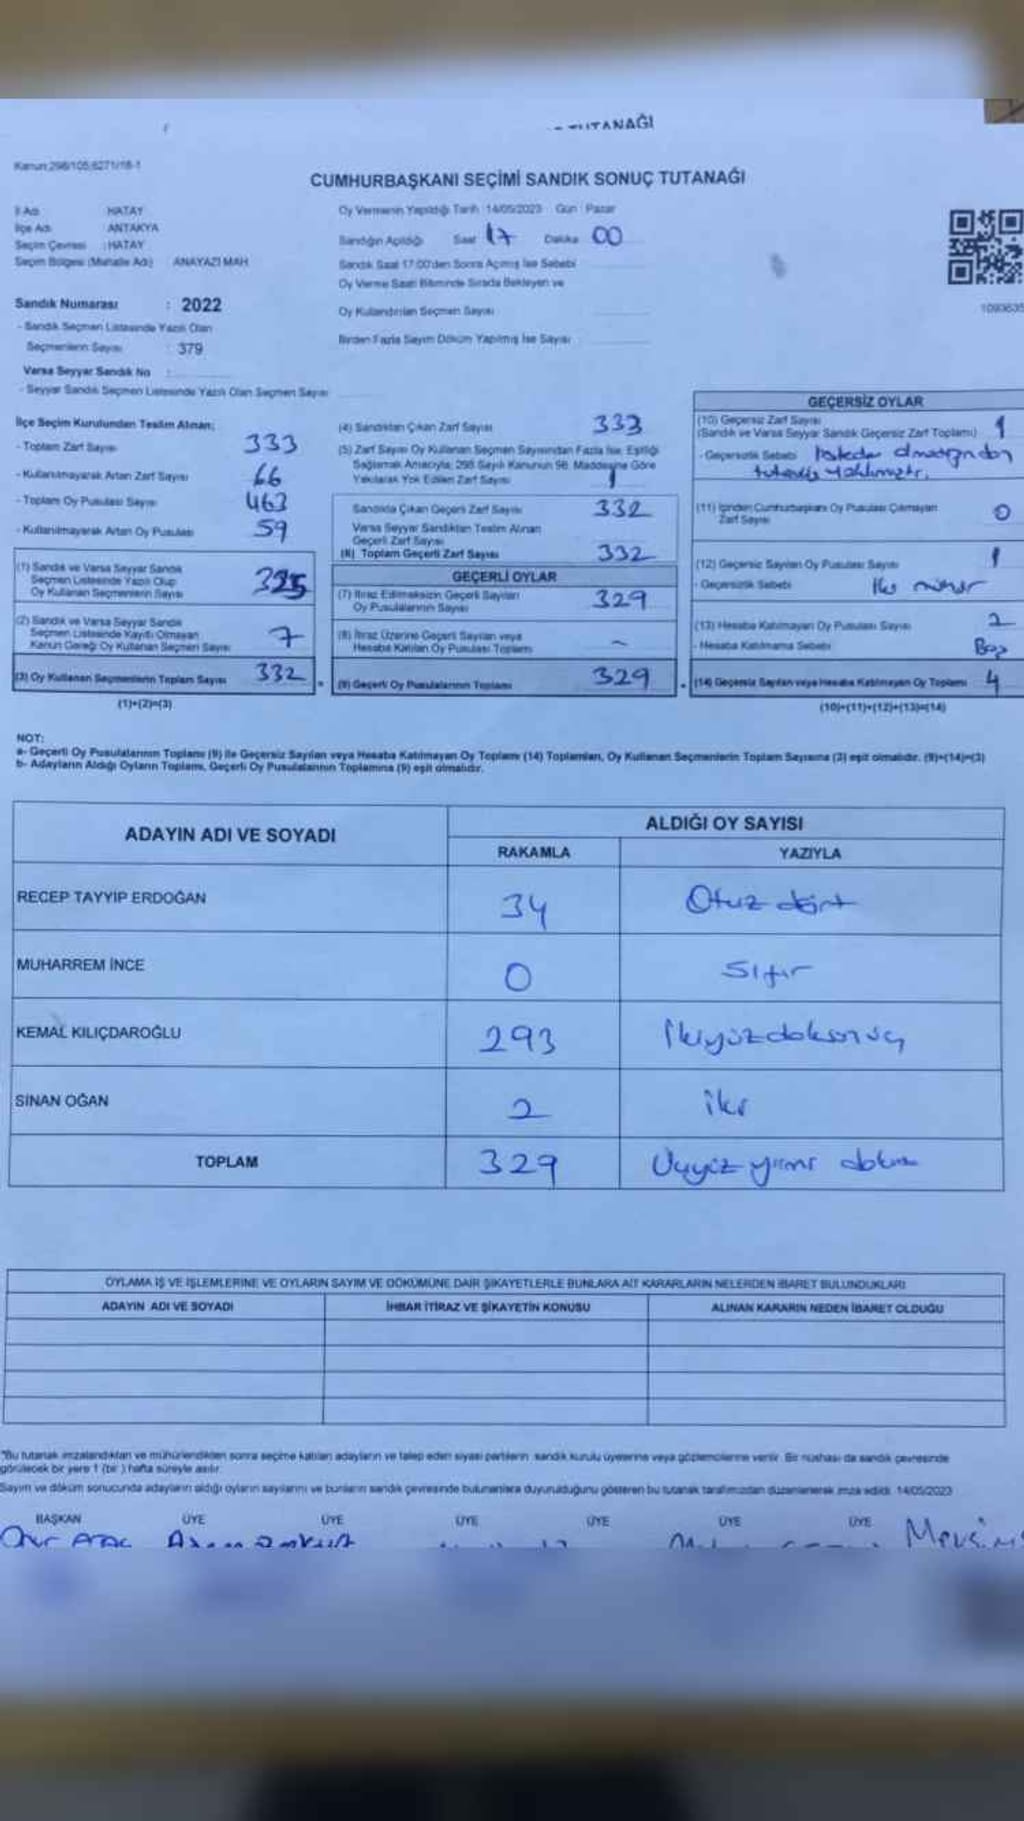 TUTANAĞI
Kanun:298/105;6271/18-1
CUMHURBAŞKANI SEÇİMİ SANDIK SONUÇ TUTANAĞI
İl Adı HATAY
İlçe Adı ANTAKYA
Seçim Çevresi : HATAY
Seçim Bölgesi (Mahalle Adı) ANAYAZI MAH
Sandık Numarası : 2022
- Sandık Seçmen Listesinde Yazılı Olan
Seçmenlerin Sayısı : 379
Varsa Seyyar Sandık No :
- Seyyar Sandık Seçmen Listesinde Yazılı Olan Seçmen Sayısı
Oy Vermenin Yapıldığı Tarih : 14/05/2023 Gün : Pazar
Sandığın Açıldığı Saat 17 Dakika 00
Sandık Saat 17:00'den Sonra Açılmış İse Sebebi
Oy Verme Saati Bitiminde Sırada Bekleyen ve
Oy Kullandırılan Seçmen Sayısı
Birden Fazla Sayım Döküm Yapılmış İse Sayısı :
1093635
İlçe Seçim Kurulundan Teslim Alınan;
- Toplam Zarf Sayısı 333
- Kullanılmayarak Artan Zarf Sayısı 66
- Toplam Oy Pusulası Sayısı 463
- Kullanılmayarak Artan Oy Pusulası 59
(1) Sandık ve Varsa Seyyar Sandık
Seçmen Listesinde Yazılı Olup
Oy Kullanan Seçmenlerin Sayısı 325
(2) Sandık ve Varsa Seyyar Sandık
Seçmen Listesinde Kayıtlı Olmayan
Kanun Gereği Oy Kullanan Seçmen Sayısı 7
(3) Oy Kullanan Seçmenlerin Toplam Sayısı 332
(1)+(2)=(3)
(4) Sandıktan Çıkan Zarf Sayısı 333
(5) Zarf Sayısı Oy Kullanan Seçmen Sayısından Fazla İse, Eşitliği
Sağlamak Amacıyla, 298 Sayılı Kanunun 98. Maddesine Göre
Yakılarak Yok Edilen Zarf Sayısı 1
Sandıkta Çıkan Geçerli Zarf Sayısı 332
Varsa Seyyar Sandıktan Teslim Alınan
Geçerli Zarf Sayısı
(6) Toplam Geçerli Zarf Sayısı 332
GEÇERLİ OYLAR
(7) İtiraz Edilmeksizin Geçerli Sayılan
Oy Pusulalarının Sayısı 329
(8) İtiraz Üzerine Geçerli Sayılan veya
Hesaba Katılan Oy Pusulası Toplamı -
(9) Geçerli Oy Pusulalarının Toplamı 329
GEÇERSİZ OYLAR
(10) Geçersiz Zarf Sayısı 1
(Sandık ve Varsa Seyyar Sandık Geçersiz Zarf Toplamı)
- Geçersizlik Sebebi
(11) İçinden Cumhurbaşkanı Oy Pusulası Çıkmayan
Zarf Sayısı 0
(12) Geçersiz Sayılan Oy Pusulası Sayısı 1
- Geçersizlik Sebebi İki mühür
(13) Hesaba Katılmayan Oy Pusulası Sayısı 2
- Hesaba Katılmama Sebebi Boş
(14) Geçersiz Sayılan veya Hesaba Katılmayan Oy Toplamı 4
(10)+(11)+(12)+(13)=(14)
NOT:
a- Geçerli Oy Pusulalarının Toplamı (9) ile Geçersiz Sayılan veya Hesaba Katılmayan Oy Toplamı (14) Toplamları, Oy Kullanan Seçmenlerin Toplam Sayısına (3) eşit olmalıdır. (9)+(14)=(3)
b- Adayların Aldığı Oyların Toplamı, Geçerli Oy Pusulalarının Toplamına (9) eşit olmalıdır.
ADAYIN ADI VE SOYADI
ALDIĞI OY SAYISI
RAKAMLA YAZIYLA
RECEP TAYYİP ERDOĞAN 34 Otuz dört
MUHARREM İNCE 0 Sıfır
KEMAL KILIÇDAROĞLU 293 İkiyüzdoksanüç
SİNAN OĞAN 2 iki
TOPLAM 329 Üçyüz yirmi dokuz
OYLAMA İŞ VE İŞLEMLERİNE VE OYLARIN SAYIM VE DÖKÜMÜNE DAİR ŞİKAYETLERLE BUNLARA AİT KARARLARIN NELERDEN İBARET BULUNDUKLARI
ADAYIN ADI VE SOYADI İHBAR İTİRAZ VE ŞİKAYETİN KONUSU ALINAN KARARIN NEDEN İBARET OLDUĞU
*Bu tutanak imzalandıktan ve mühürlendikten sonra seçime katılan adayların ve talep eden siyasi partilerin sandık kurulu üyelerine veya gözlemcilerine verilir. Bir nüshası da sandık çevresinde
görülecek bir yere 1 (bir ) hafta süreyle asılır.
Sayım ve döküm sonucunda adayların aldığı oyların sayılarını ve bunların sandık çevresinde bulunanlara duyurulduğunu gösteren bu tutanak tarafımızdan düzenlenerek imza edildi. 14/05/2023
BAŞKAN ÜYE ÜYE ÜYE ÜYE ÜYE ÜYE